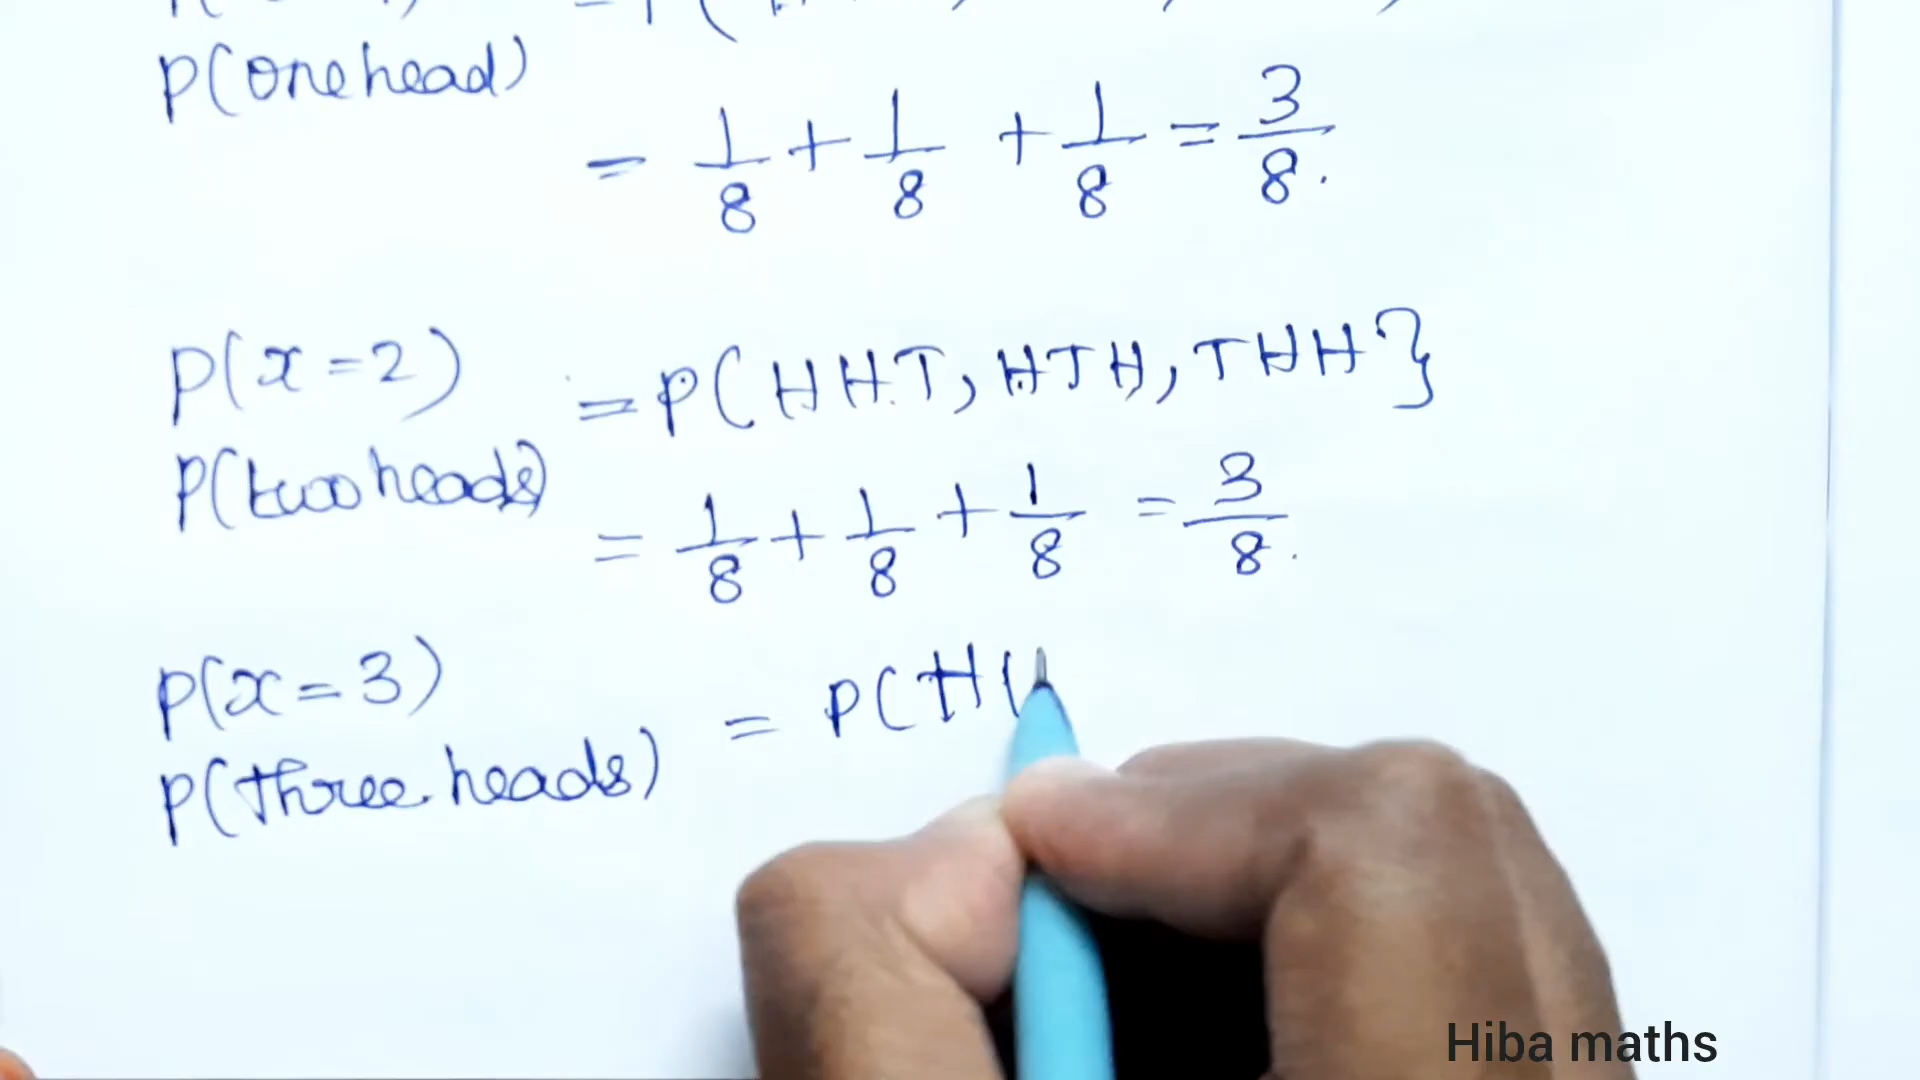 P(one head)
= 1/8 + 1/8 + 1/8 = 3/8.
P(x=2) = P(HHT, HTH, THH}
P(two heads)
= 1/8 + 1/8 + 1/8 = 3/8.
P(x=3) = P(H
P(three heads)
Hiba maths